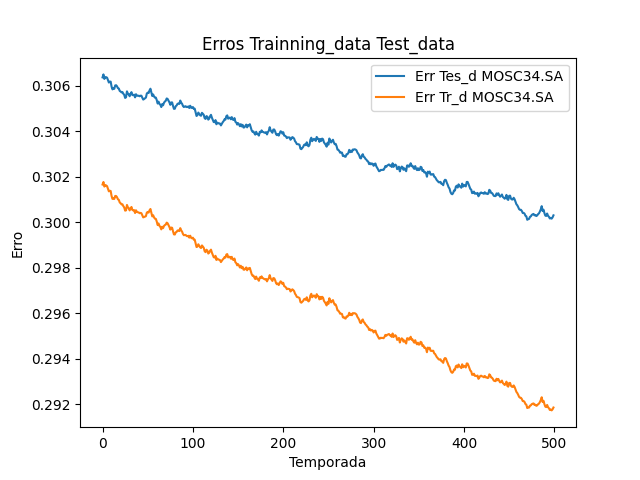 Erros Trainning_data Test_data
Err Tes_d MOSC34.SA
Err Tr_d MOSC34.SA
0.306
0.304
0.302
0.300
0.298
0.296
0.294
0.292
Erro
0 100 200 300 400 500
Temporada